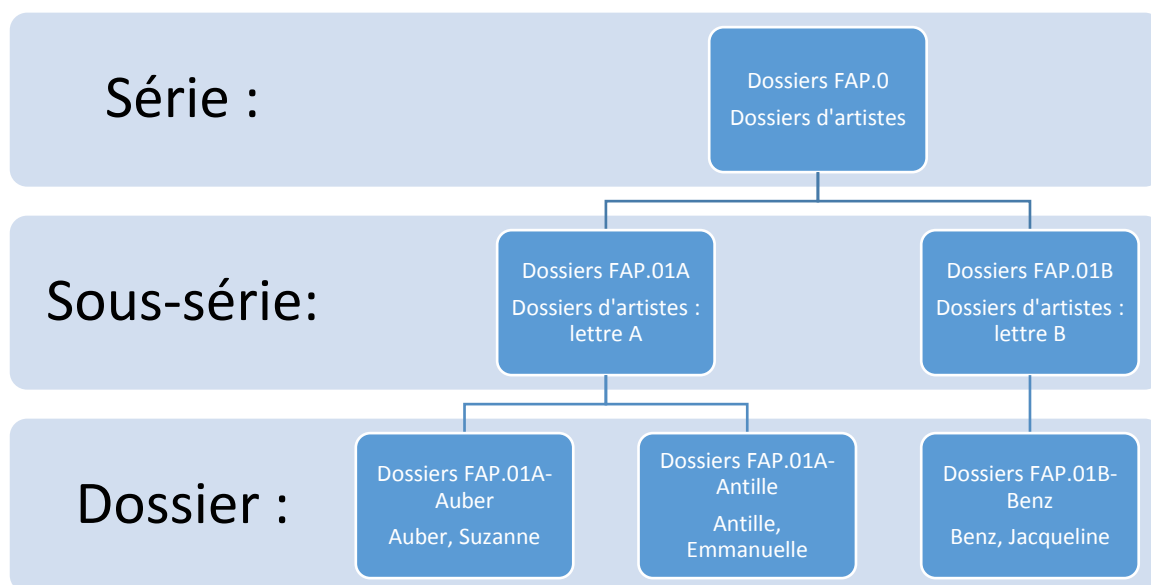 Série :
Dossiers FAP.0
Dossiers d'artistes
Sous-série:
Dossiers FAP.01A
Dossiers d'artistes :
lettre A
Dossiers FAP.01B
Dossiers d'artistes :
lettre B
Dossier :
Dossiers FAP.01A-
Auber
Auber, Suzanne
Dossiers FAP.01A-
Antille
Antille,
Emmanuelle
Dossiers FAP.01B-
Benz
Benz, Jacqueline